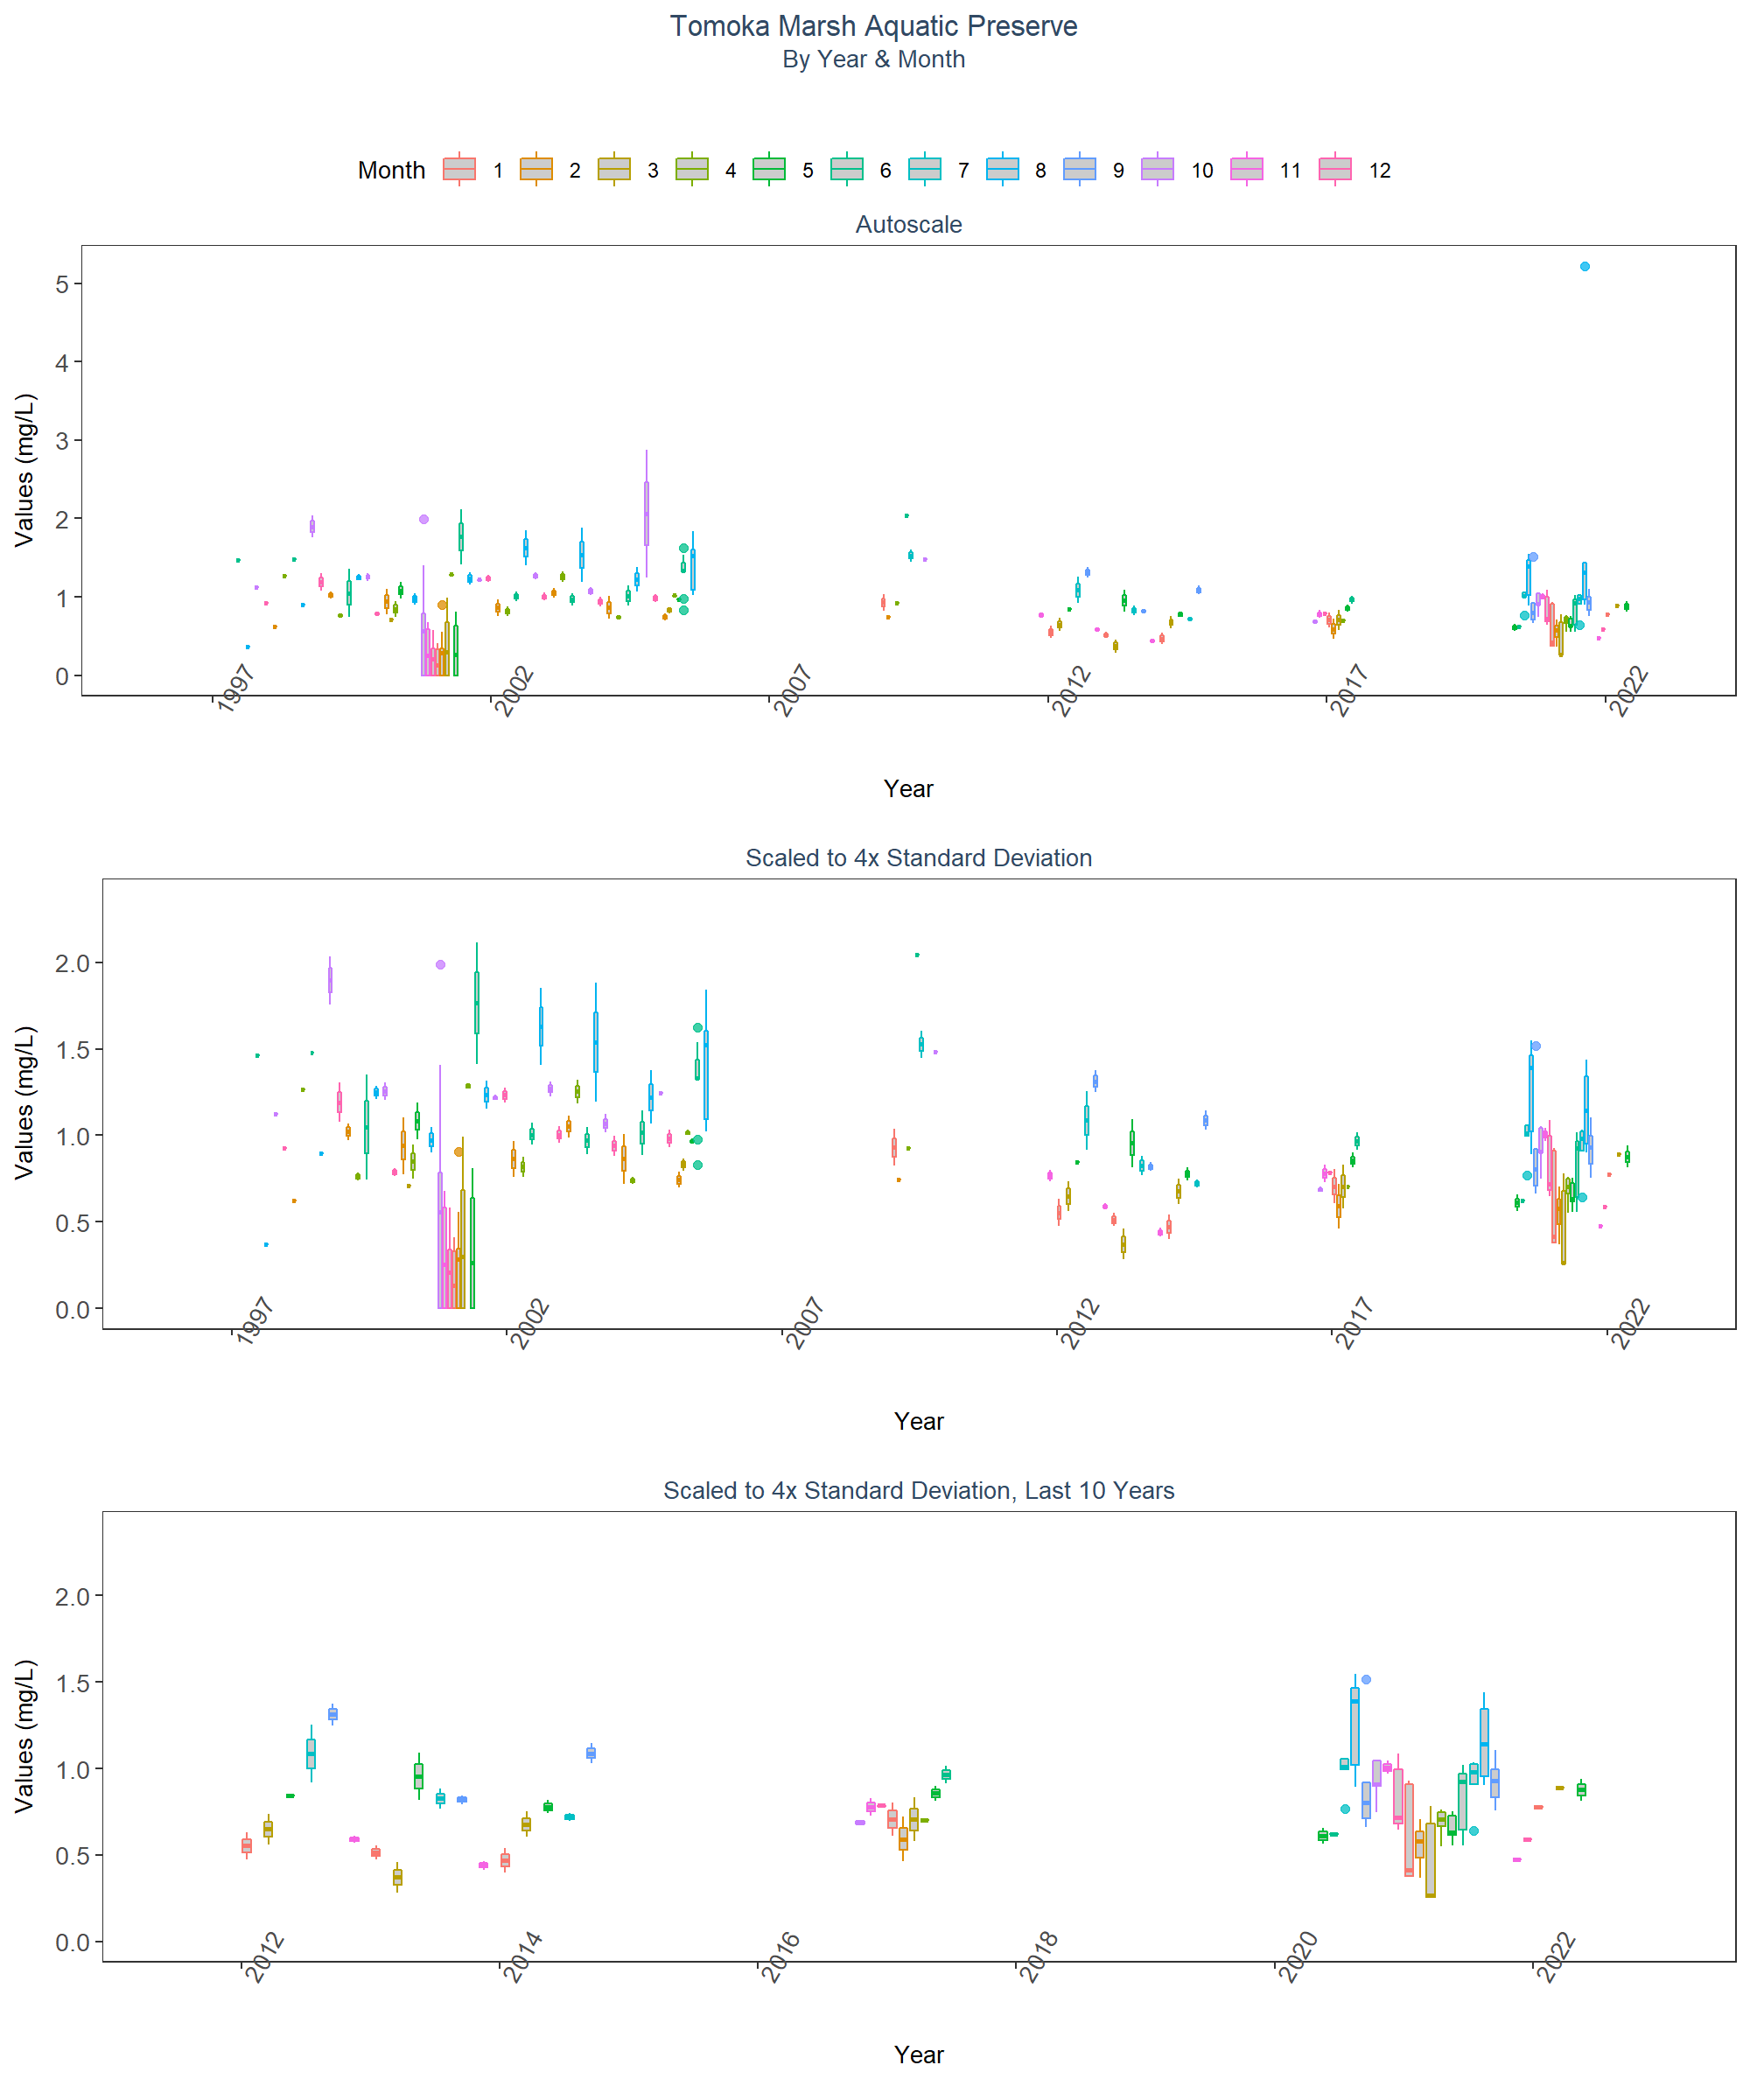 Tomoka Marsh Aquatic Preserve
By Year & Month
Month 1 2 3 4 5 6 7 8 9 10 11 12
Autoscale
Values (mg/L)
5
4
3
2
1
0
1997 2002 2007 2012 2017 2022
Year
Scaled to 4x Standard Deviation
Values (mg/L)
2.0
1.5
1.0
0.5
0.0
1997 2002 2007 2012 2017 2022
Year
Scaled to 4x Standard Deviation, Last 10 Years
Values (mg/L)
2.0
1.5
1.0
0.5
0.0
2012 2014 2016 2018 2020 2022
Year